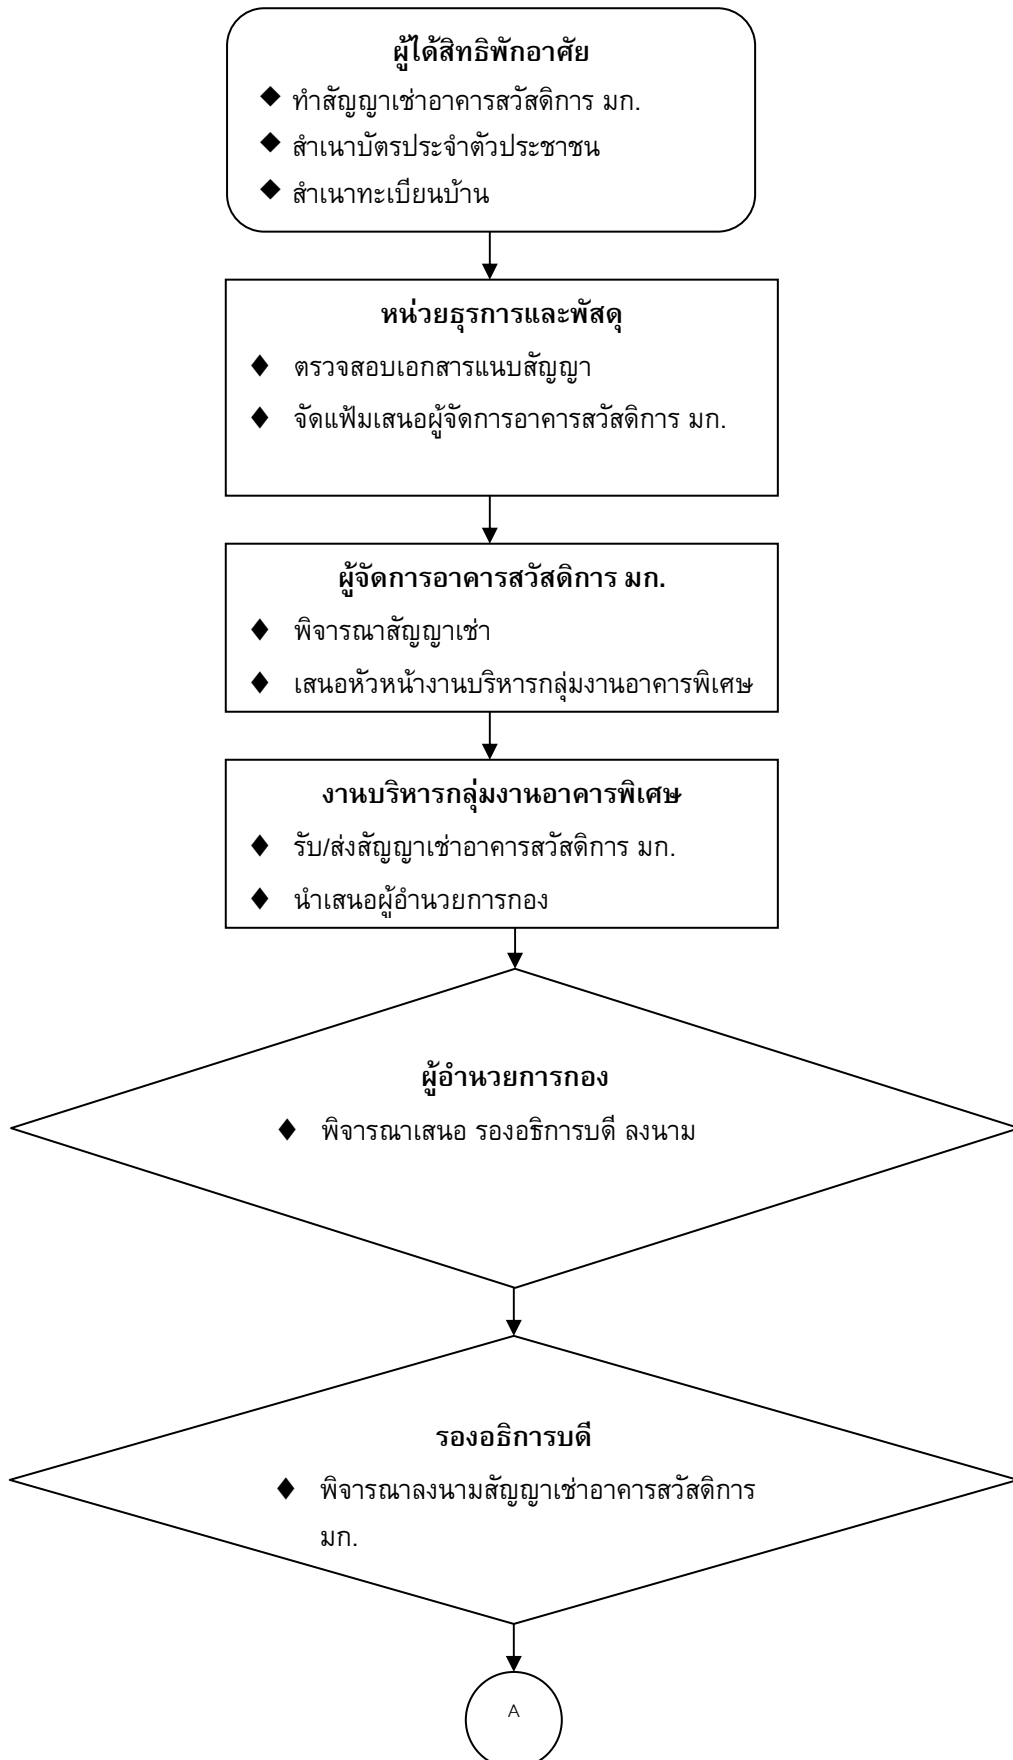 ผู้ได้สิทธิพักอาศัย
◆ ทำสัญญาเช่าอาคารสวัสดิการ มก.
◆ สำเนาบัตรประจำตัวประชาชน
◆ สำเนาทะเบียนบ้าน
หน่วยธุรการและพัสดุ
♦ ตรวจสอบเอกสารแนบสัญญา
♦ จัดแฟ้มเสนอผู้จัดการอาคารสวัสดิการ มก.
ผู้จัดการอาคารสวัสดิการ มก.
♦ พิจารณาสัญญาเช่า
♦ เสนอหัวหน้างานบริหารกลุ่มงานอาคารพิเศษ
งานบริหารกลุ่มงานอาคารพิเศษ
♦ รับ/ส่งสัญญาเช่าอาคารสวัสดิการ มก.
♦ นำเสนอผู้อำนวยการกอง
ผู้อำนวยการกอง
♦ พิจารณาเสนอ รองอธิการบดี ลงนาม
รองอธิการบดี
♦ พิจารณาลงนามสัญญาเช่าอาคารสวัสดิการ
มก.
A